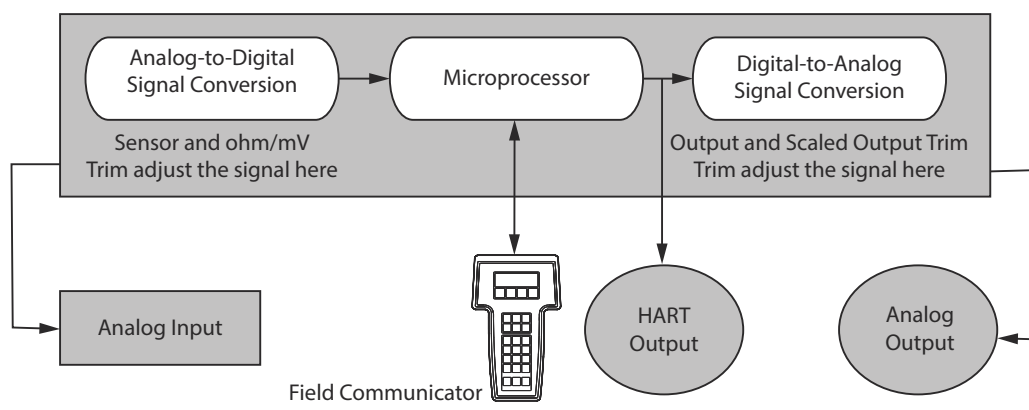 Analog-to-Digital
Signal Conversion
Microprocessor
Digital-to-Analog
Signal Conversion
Sensor and ohm/mV
Trim adjust the signal here
Output and Scaled Output Trim
Trim adjust the signal here
Analog Input
HART
Output
Analog
Output
Field Communicator